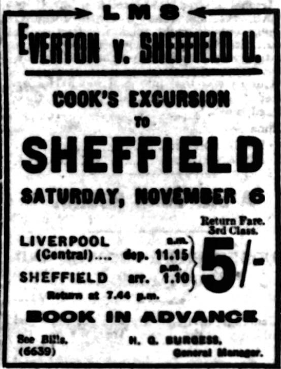 LMS
EVERTON v. SHEFFIELD U.
COOK'S EXCURSION
TO
SHEFFIELD
SATURDAY, NOVEMBER 6
Return Fare.
3rd Class.
a.m.
LIVERPOOL
(Central).... dep. 11.15
p.m.
SHEFFIELD arr. 1.10
5/-
Return at 7.44 p.m.
BOOK IN ADVANCE
See Bills.
(6639)
H. G. BURGESS,
General Manager.